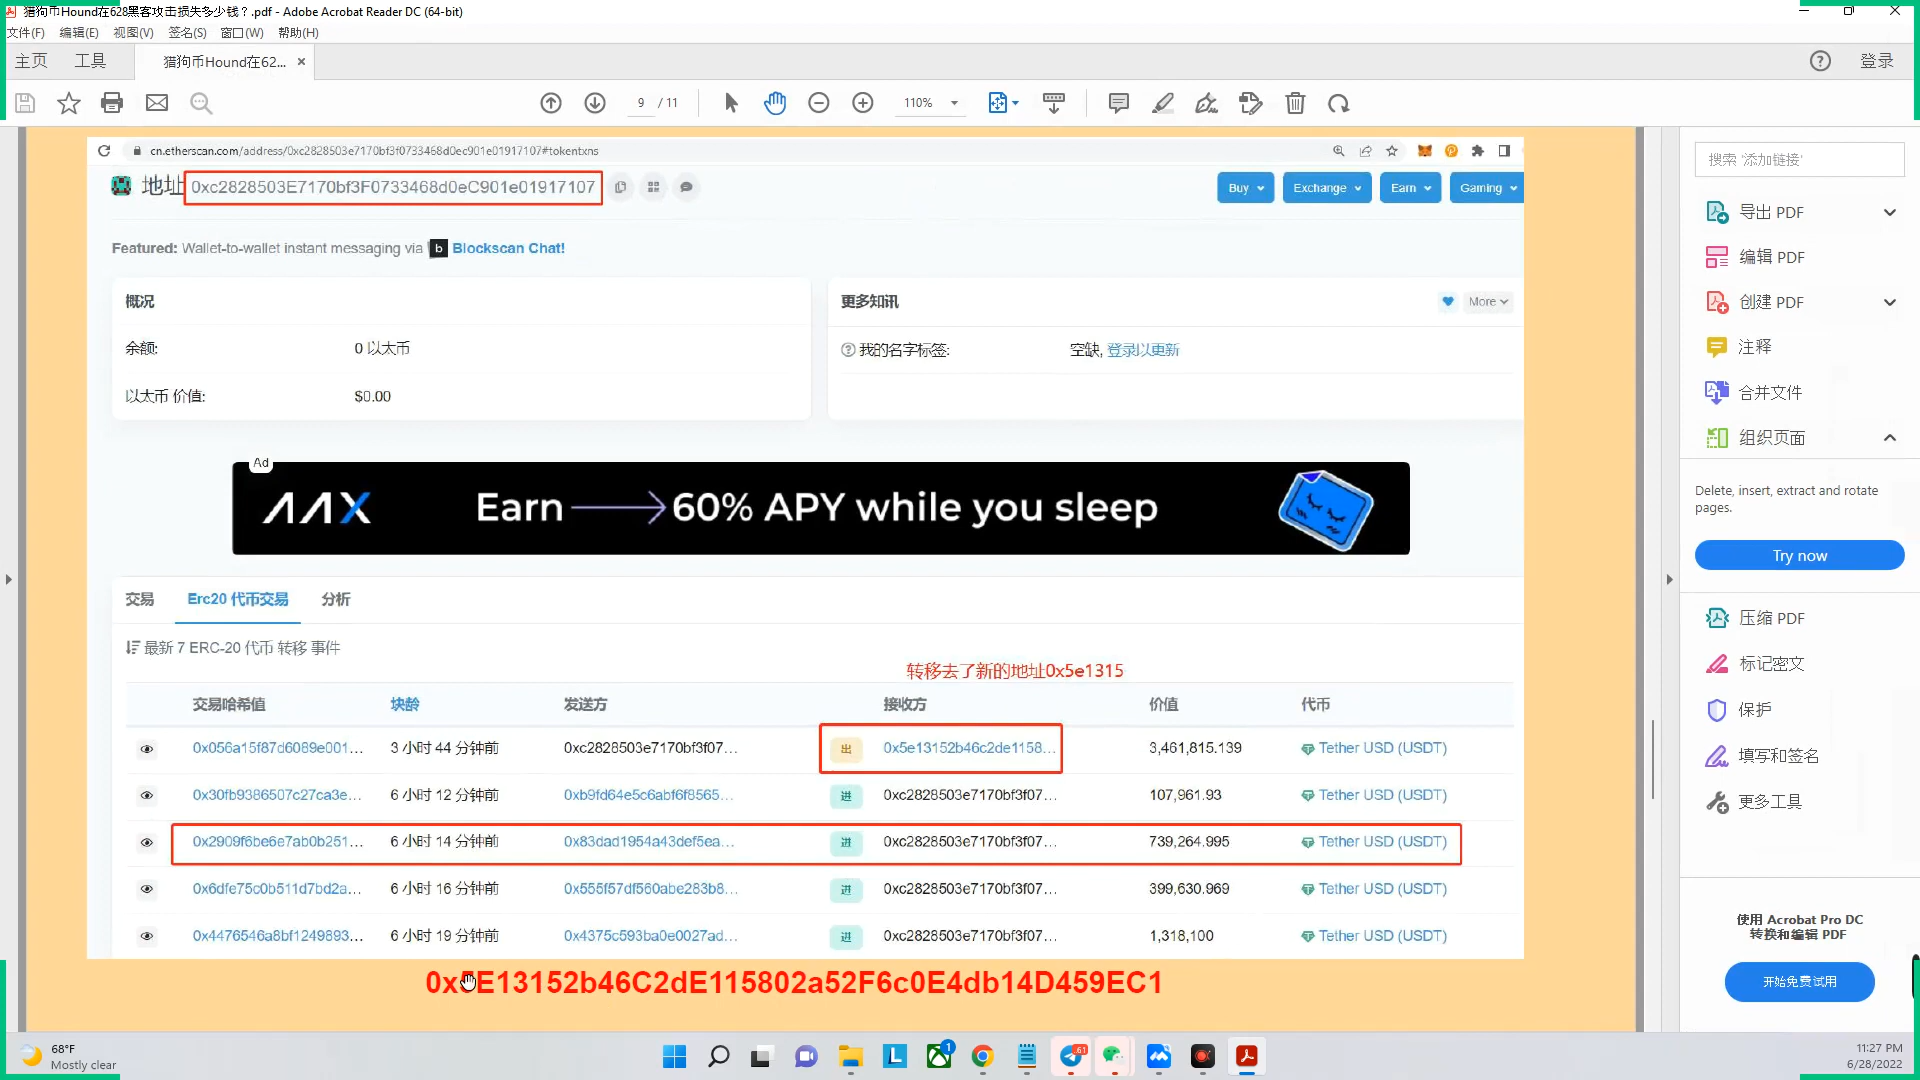 猎狗币Hound在628黑客攻击损失多少钱？.pdf - Adobe Acrobat Reader DC (64-bit)
文件(F) 编辑(E) 视图(V) 签名(S) 窗口(W) 帮助(H)
主页 工具 猎狗币Hound在62... × 登录
9 / 11 110%
cn.etherscan.com/address/0xc2828503e7170bf3f0733468d0ec901e01917107#tokentxns
地址 0xc2828503E7170bf3F0733468d0eC901e01917107
Buy Exchange Earn Gaming
Featured: Wallet-to-wallet instant messaging via b Blockscan Chat!
概况
余额: 0 以太币
以太币 价值: $0.00
更多知讯 More
我的名字标签: 空缺, 登录以更新
Ad
AAX Earn 60% APY while you sleep
交易 Erc20 代币交易 分析
最新 7 ERC-20 代币 转移 事件
转移去了新的地址0x5e1315
交易哈希值 块龄 发送方 接收方 价值 代币
0x056a15f87d6089e001... 3 小时 44 分钟前 0xc2828503e7170bf3f07... 出 0x5e13152b46c2de1158... 3,461,815.139 Tether USD (USDT)
0x30fb9386507c27ca3e... 6 小时 12 分钟前 0xb9fd64e5c6abf6f8565... 进 0xc2828503e7170bf3f07... 107,961.93 Tether USD (USDT)
0x2909f6be6e7ab0b251... 6 小时 14 分钟前 0x83dad1954a43def5ea... 进 0xc2828503e7170bf3f07... 739,264.995 Tether USD (USDT)
0x6dfe75c0b511d7bd2a... 6 小时 16 分钟前 0x555f57df560abe283b8... 进 0xc2828503e7170bf3f07... 399,630.969 Tether USD (USDT)
0x4476546a8bf1249893... 6 小时 19 分钟前 0x4375c593ba0e0027ad... 进 0xc2828503e7170bf3f07... 1,318,100 Tether USD (USDT)
0x5E13152b46C2dE115802a52F6c0E4db14D459EC1
搜索 '添加链接'
导出 PDF
编辑 PDF
创建 PDF
注释
合并文件
组织页面
Delete, insert, extract and rotate
pages.
Try now
压缩 PDF
标记密文
保护
填写和签名
更多工具
使用 Acrobat Pro DC
转换和编辑 PDF
开始免费试用
68°F
Mostly clear
L
1
61
11:27 PM
6/28/2022